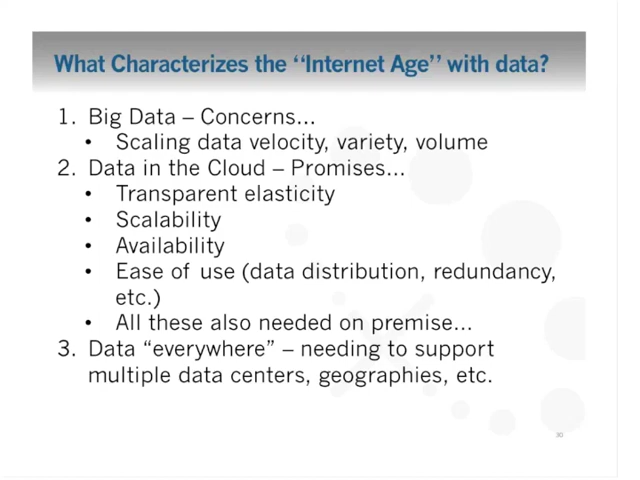 What Characterizes the "Internet Age" with data?
1. Big Data – Concerns...
• Scaling data velocity, variety, volume
2. Data in the Cloud – Promises...
• Transparent elasticity
• Scalability
• Availability
• Ease of use (data distribution, redundancy,
etc.)
• All these also needed on premise...
3. Data "everywhere" – needing to support
multiple data centers, geographies, etc.
30